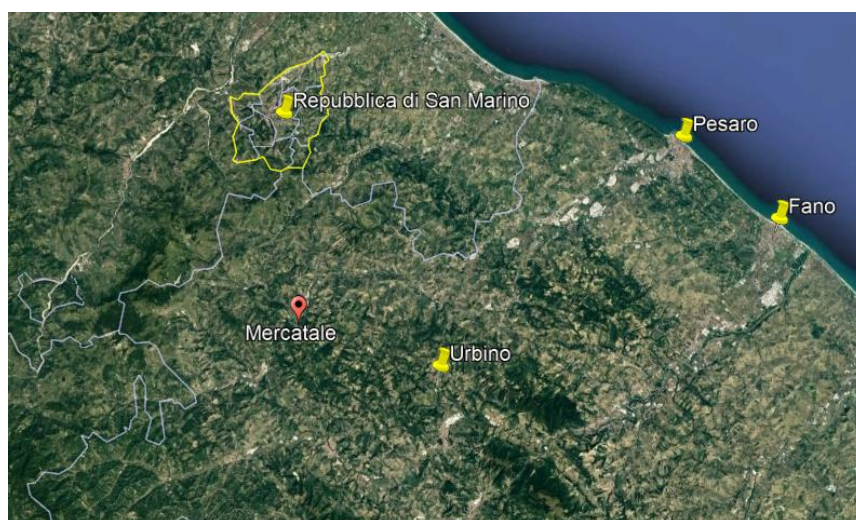 Repubblica di San Marino
Pesaro
Fano
Mercatale
Urbino